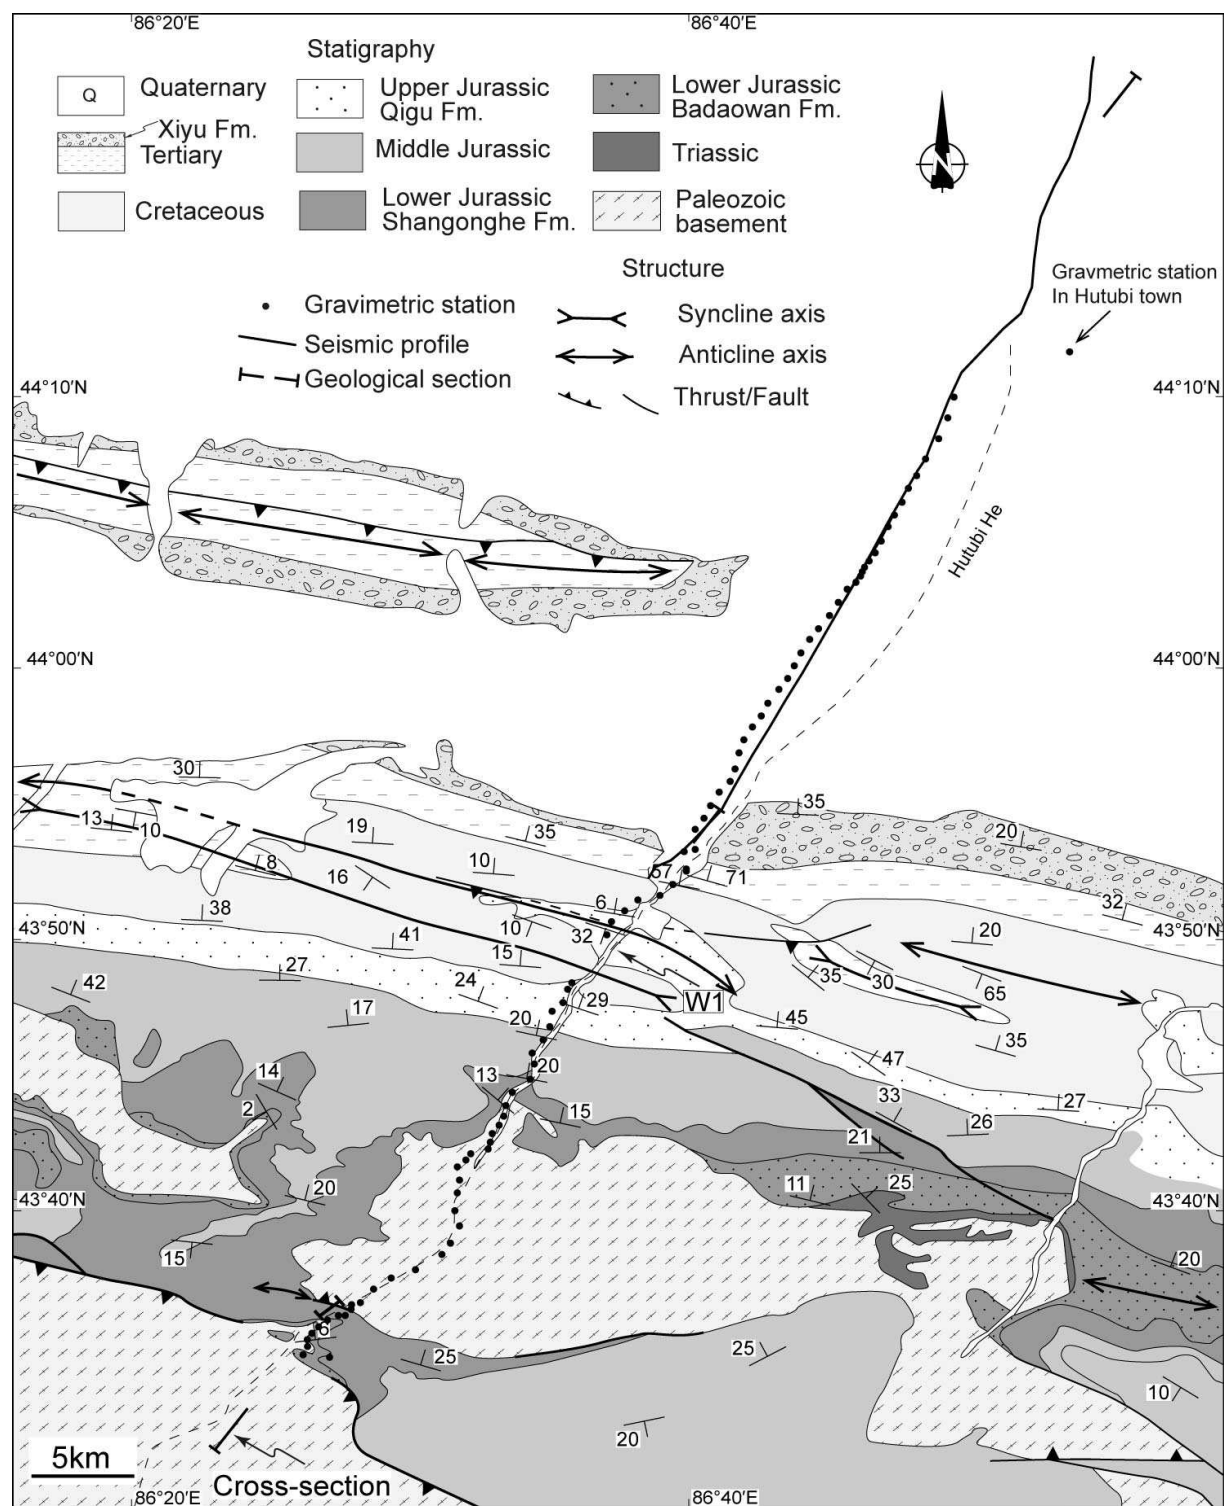 86°20′E
86°40′E
Statigraphy
Q
Quaternary
Xiyu Fm.
Tertiary
Cretaceous
Upper Jurassic
Qigu Fm.
Middle Jurassic
Lower Jurassic
Shangonghe Fm.
Lower Jurassic
Badaowan Fm.
Triassic
Paleozoic
basement
N
Structure
Gravimetric station
Seismic profile
Geological section
Syncline axis
Anticline axis
Thrust/Fault
Gravmetric station
In Hutubi town
44°10′N
44°10′N
Hutubi He
44°00′N
44°00′N
30
13
10
19
35
35
20
8
16
10
57
71
38
6
32
10
32
20
43°50′N
43°50′N
41
15
35
30
65
42
27
24
29
W1
17
20
45
35
47
14
13
20
33
27
2
15
26
21
20
11
25
43°40′N
43°40′N
15
20
6
25
25
10
20
5km
Cross-section
86°20′E
86°40′E